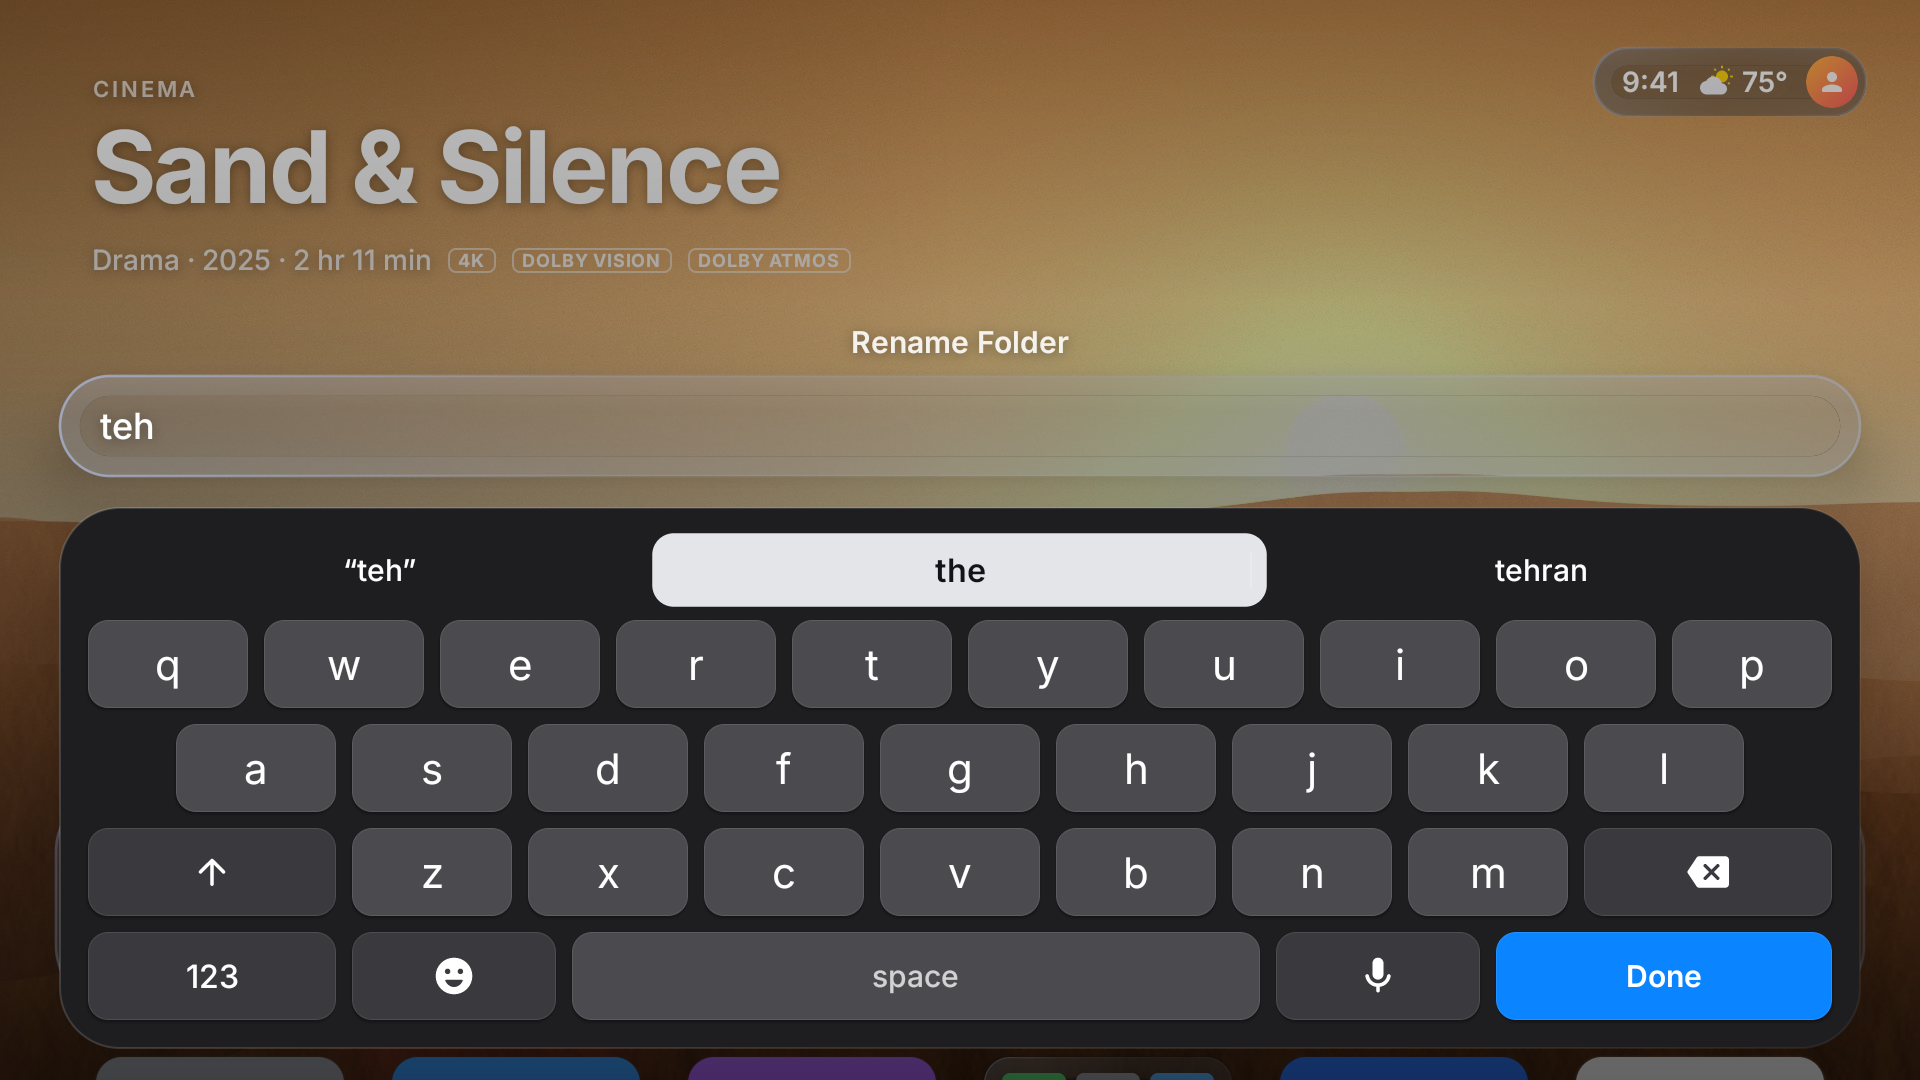 CINEMA
9:41 75°
Sand & Silence
Drama · 2025 · 2 hr 11 min 4K DOLBY VISION DOLBY ATMOS
Rename Folder
teh
“teh” the tehran
q w e r t y u i o p
a s d f g h j k l
z x c v b n m
123 space Done